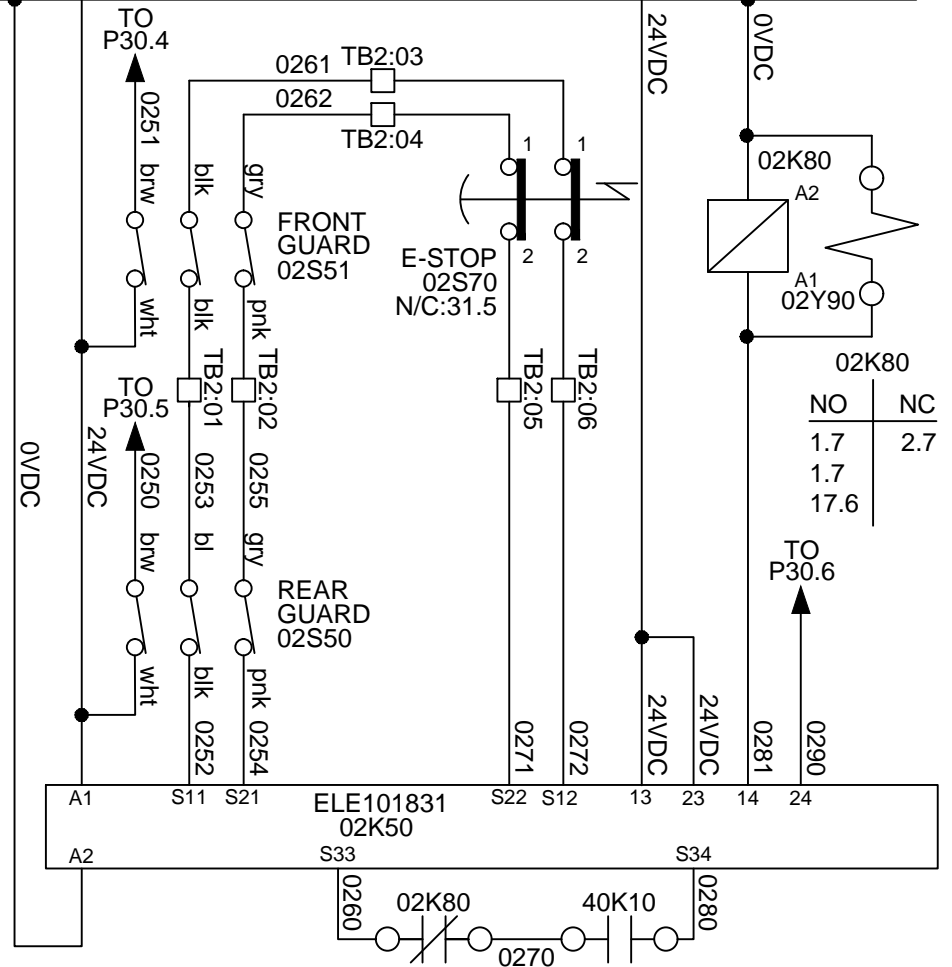 TO
P30.4
0251
brw
wht
0261
TB2:03
0262
TB2:04
blk
gry
FRONT
GUARD
02S51
blk
pnk
TB2:01
TB2:02
1
1
2
2
E-STOP
02S70
N/C:31.5
TB2:05
TB2:06
24VDC
0VDC
02K80
A2
A1
02Y90
02K80
NO
NC
1.7
2.7
1.7
17.6
0VDC
24VDC
TO
P30.5
0250
brw
wht
0253
bl
0255
gry
REAR
GUARD
02S50
blk
pnk
0252
0254
0271
0272
24VDC
24VDC
0281
TO
P30.6
0290
A1
S11
S21
ELE101831
02K50
S22
S12
13
23
14
24
A2
S33
S34
0260
02K80
0270
40K10
0280